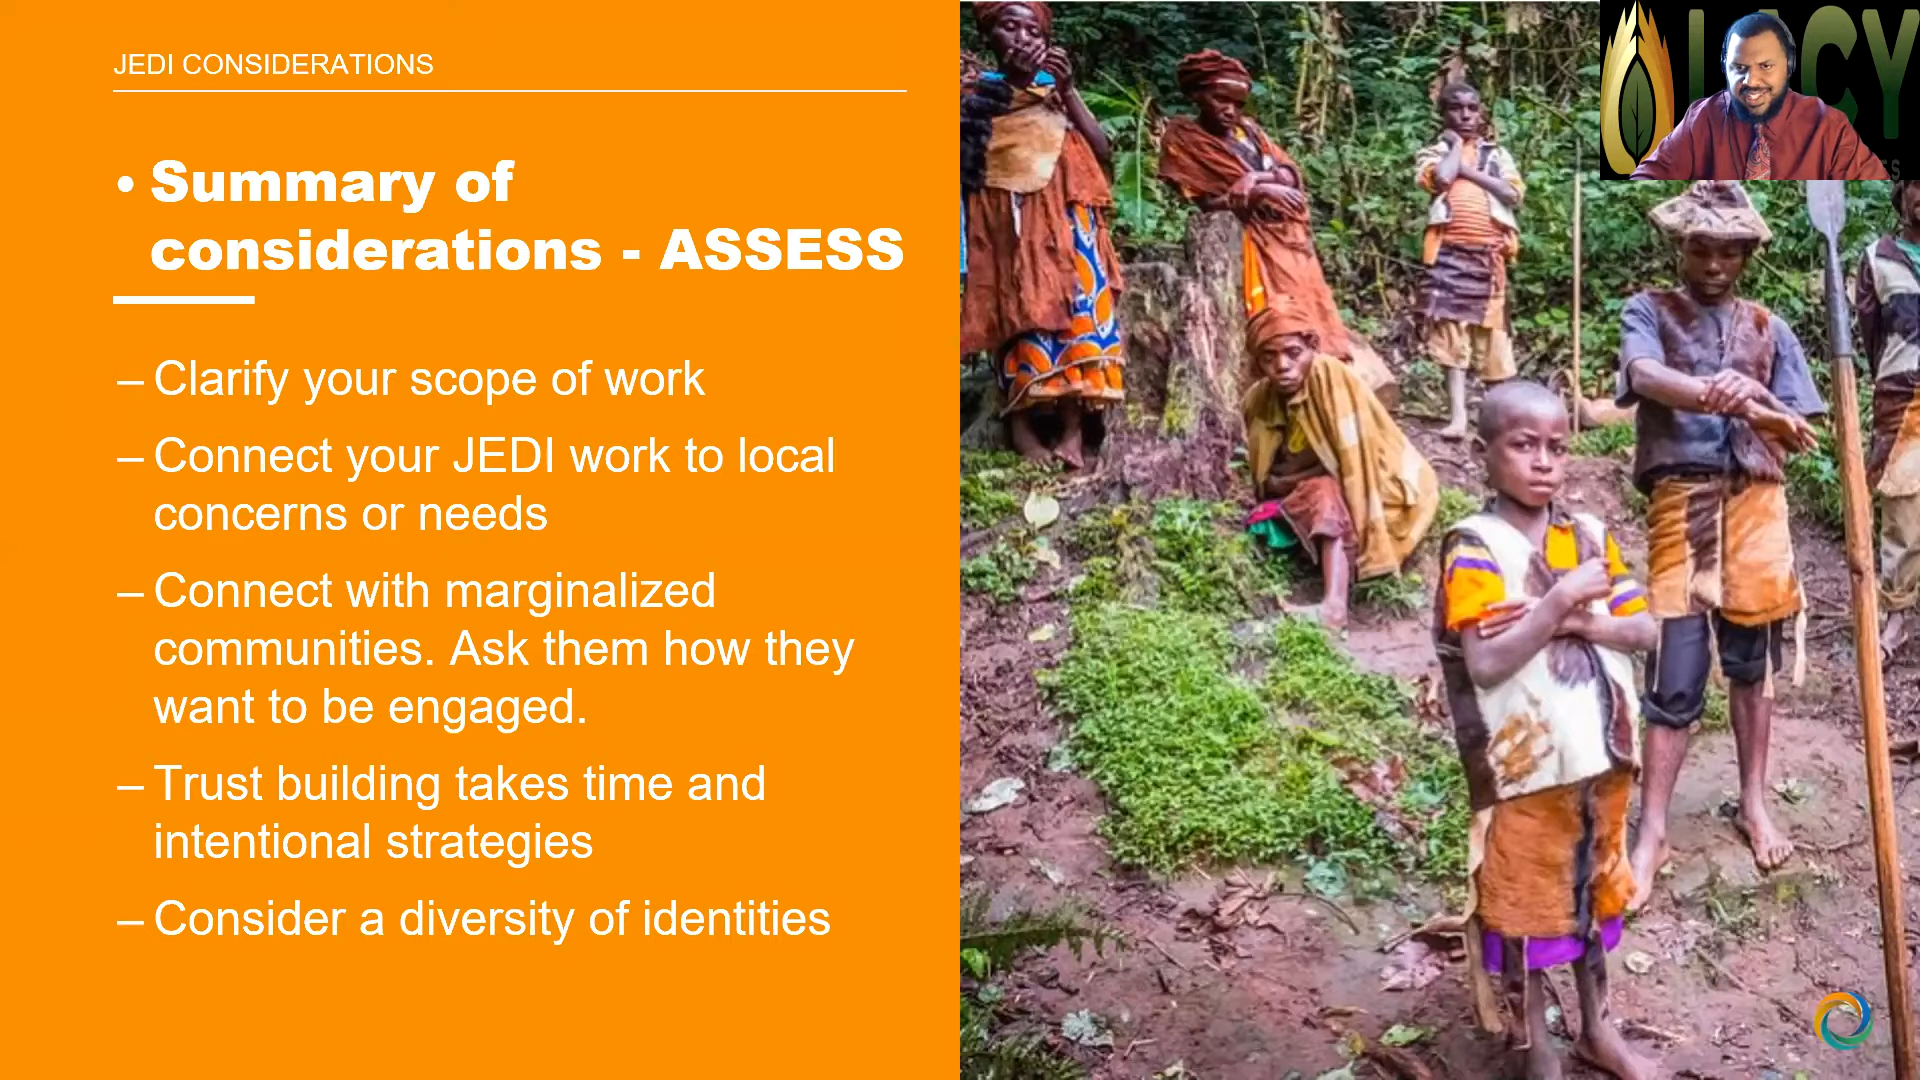 JEDI CONSIDERATIONS
• Summary of
considerations - ASSESS
– Clarify your scope of work
– Connect your JEDI work to local
concerns or needs
– Connect with marginalized
communities. Ask them how they
want to be engaged.
– Trust building takes time and
intentional strategies
– Consider a diversity of identities